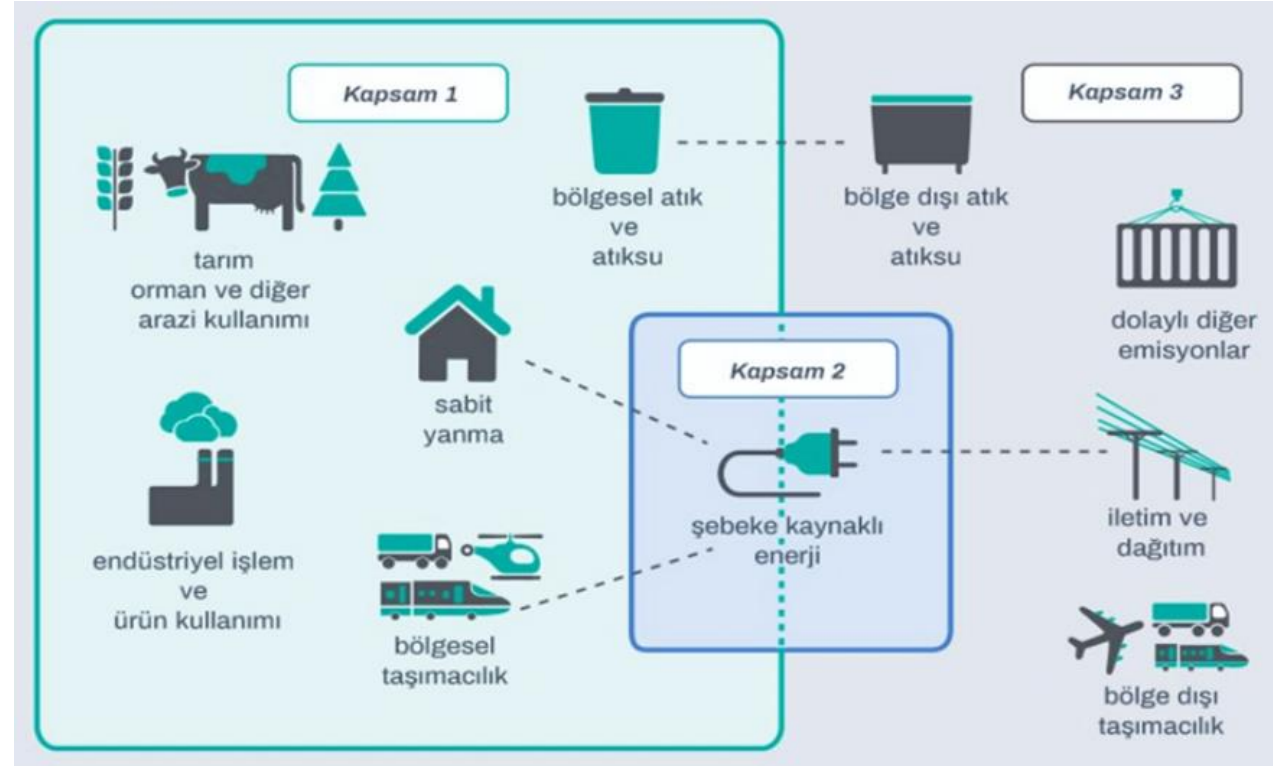 Kapsam 1
tarım
orman ve diğer
arazi kullanımı
bölgesel atık
ve
atıksu
sabit
yanma
endüstriyel işlem
ve
ürün kullanımı
bölgesel
taşımacılık
Kapsam 2
şebeke kaynaklı
enerji
Kapsam 3
bölge dışı atık
ve
atıksu
dolaylı diğer
emisyonlar
iletim ve
dağıtım
bölge dışı
taşımacılık